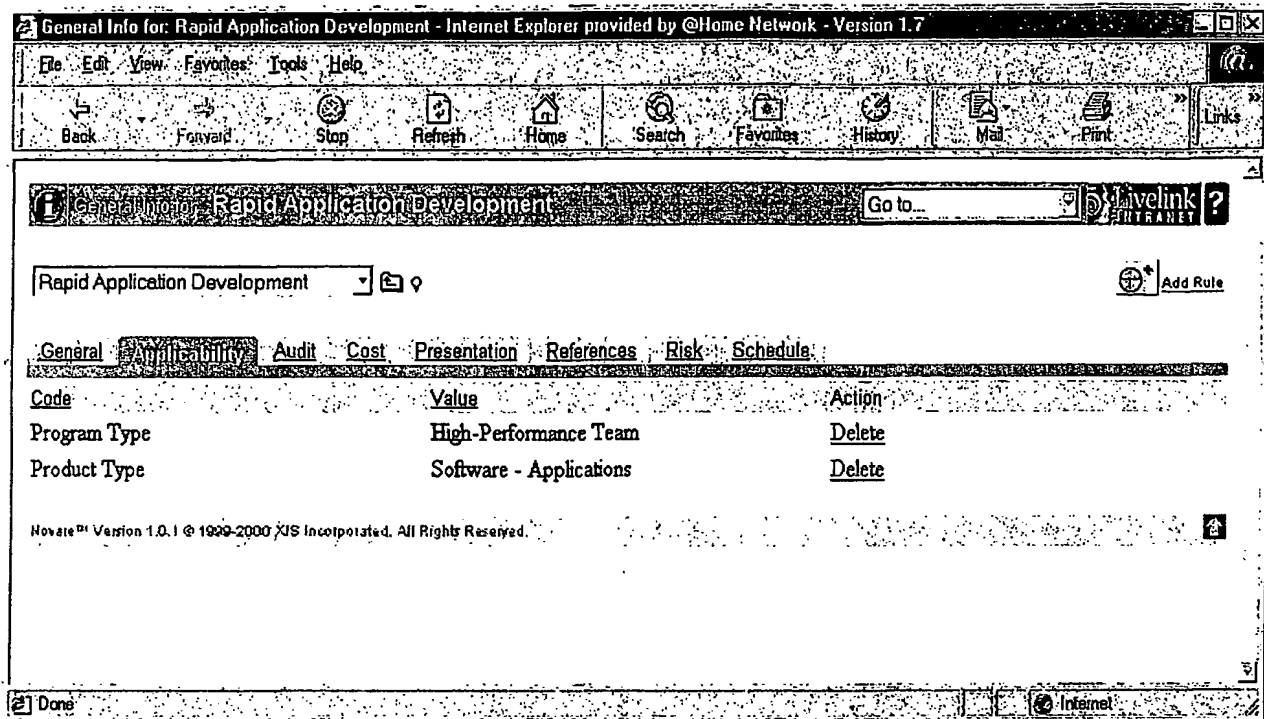 General Info for: Rapid Application Development - Internet Explorer provided by @Home Network - Version 1.7
File Edit View Favorites Tools Help
Back Forward Stop Refresh Home Search Favorites History Mail Print » Links »
General Info for: Rapid Application Development Go to... Livelink INTRANET ?
Rapid Application Development Add Rule
General Applicability Audit Cost Presentation References Risk Schedule
Code Value Action
Program Type High-Performance Team Delete
Product Type Software - Applications Delete
Novare™ Version 1.0.1 © 1999-2000 XIS Incorporated. All Rights Reserved.
Done Internet